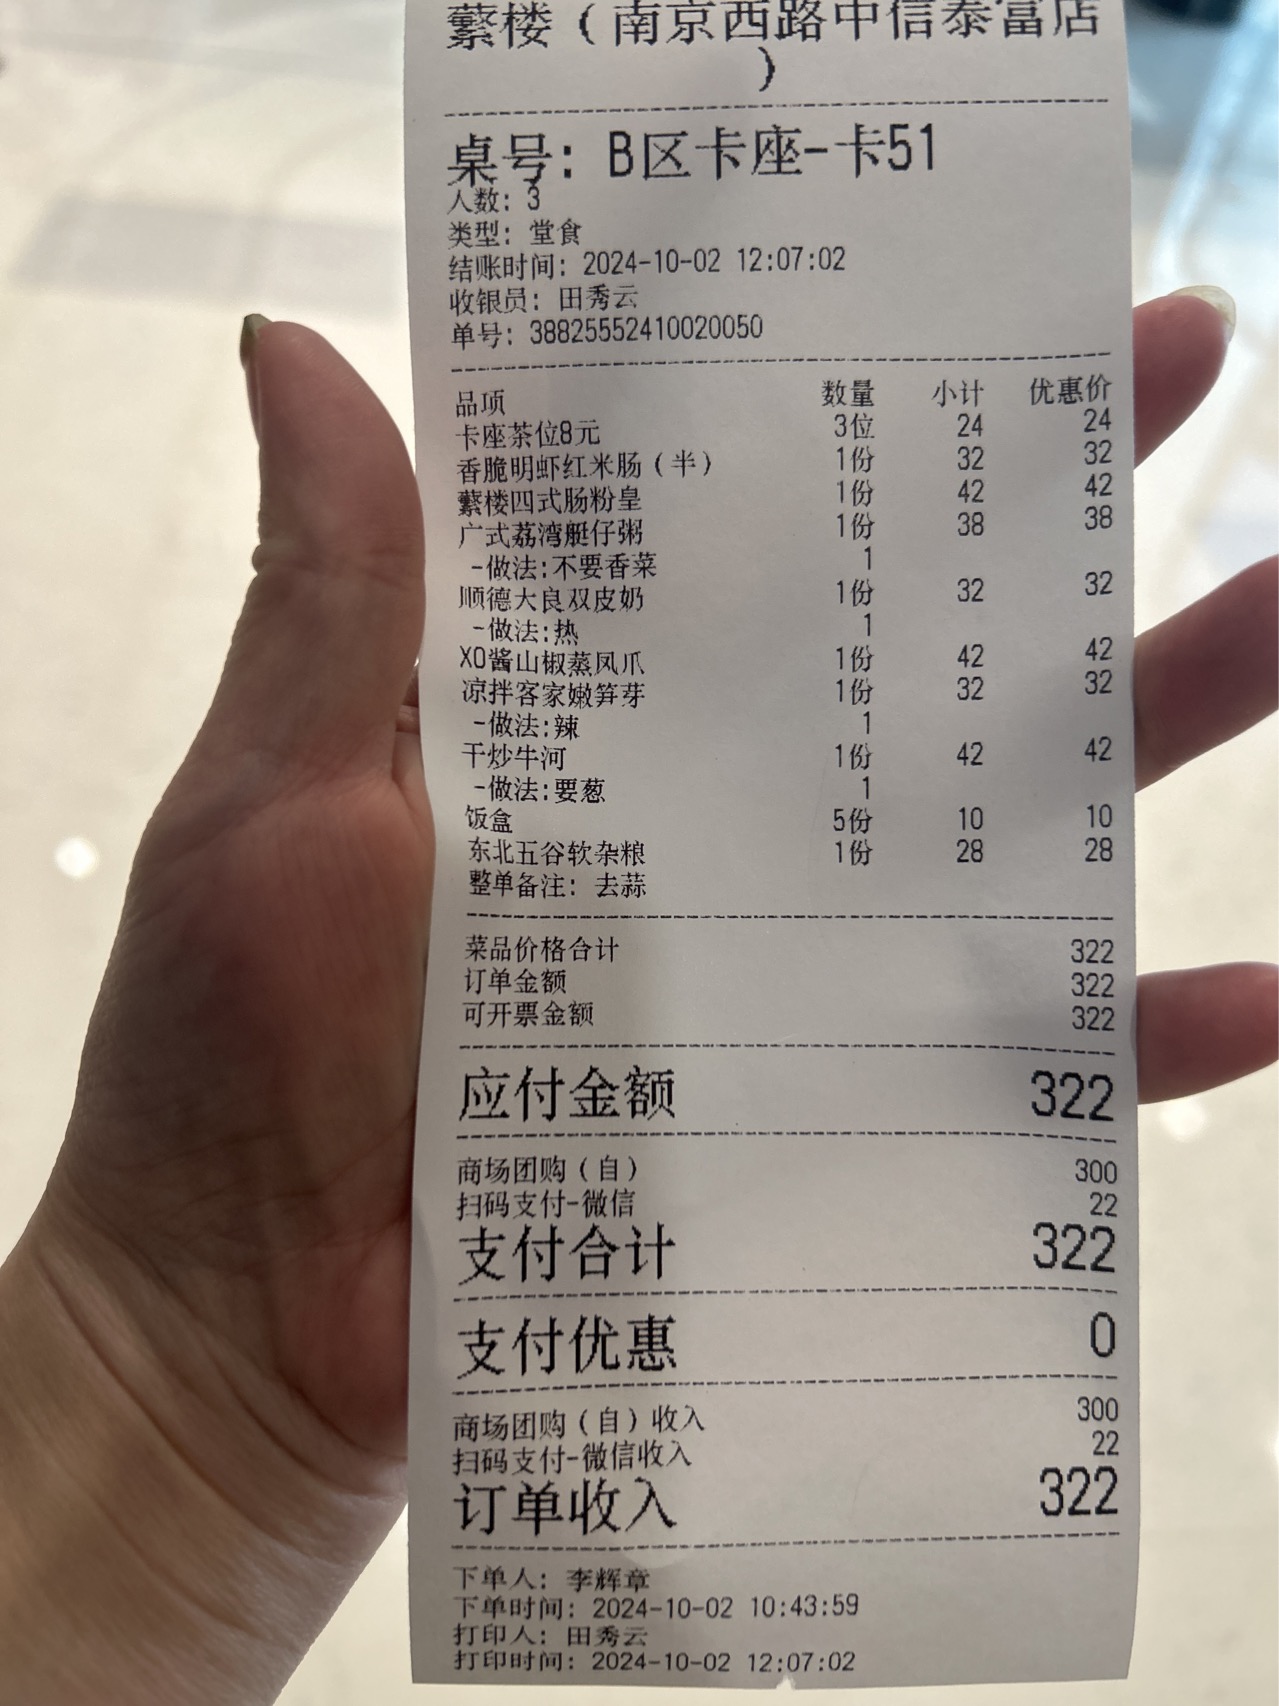 蘩楼（南京西路中信泰富店
）
桌号: B区卡座-卡51
人数: 3
类型: 堂食
结账时间: 2024-10-02 12:07:02
收银员: 田秀云
单号: 38825552410020050
品项 数量 小计 优惠价
卡座茶位8元 3位 24 24
香脆明虾红米肠（半） 1份 32 32
蘩楼四式肠粉皇 1份 42 42
广式荔湾艇仔粥 1份 38 38
-做法:不要香菜 1
顺德大良双皮奶 1份 32 32
-做法:热 1
XO酱山椒蒸凤爪 1份 42 42
凉拌客家嫩笋芽 1份 32 32
-做法:辣 1
干炒牛河 1份 42 42
-做法:要葱 1
饭盒 5份 10 10
东北五谷软杂粮 1份 28 28
整单备注: 去蒜
菜品价格合计 322
订单金额 322
可开票金额 322
应付金额 322
商场团购（自） 300
扫码支付-微信 22
支付合计 322
支付优惠 0
商场团购（自）收入 300
扫码支付-微信收入 22
订单收入 322
下单人: 李辉章
下单时间: 2024-10-02 10:43:59
打印人: 田秀云
打印时间: 2024-10-02 12:07:02